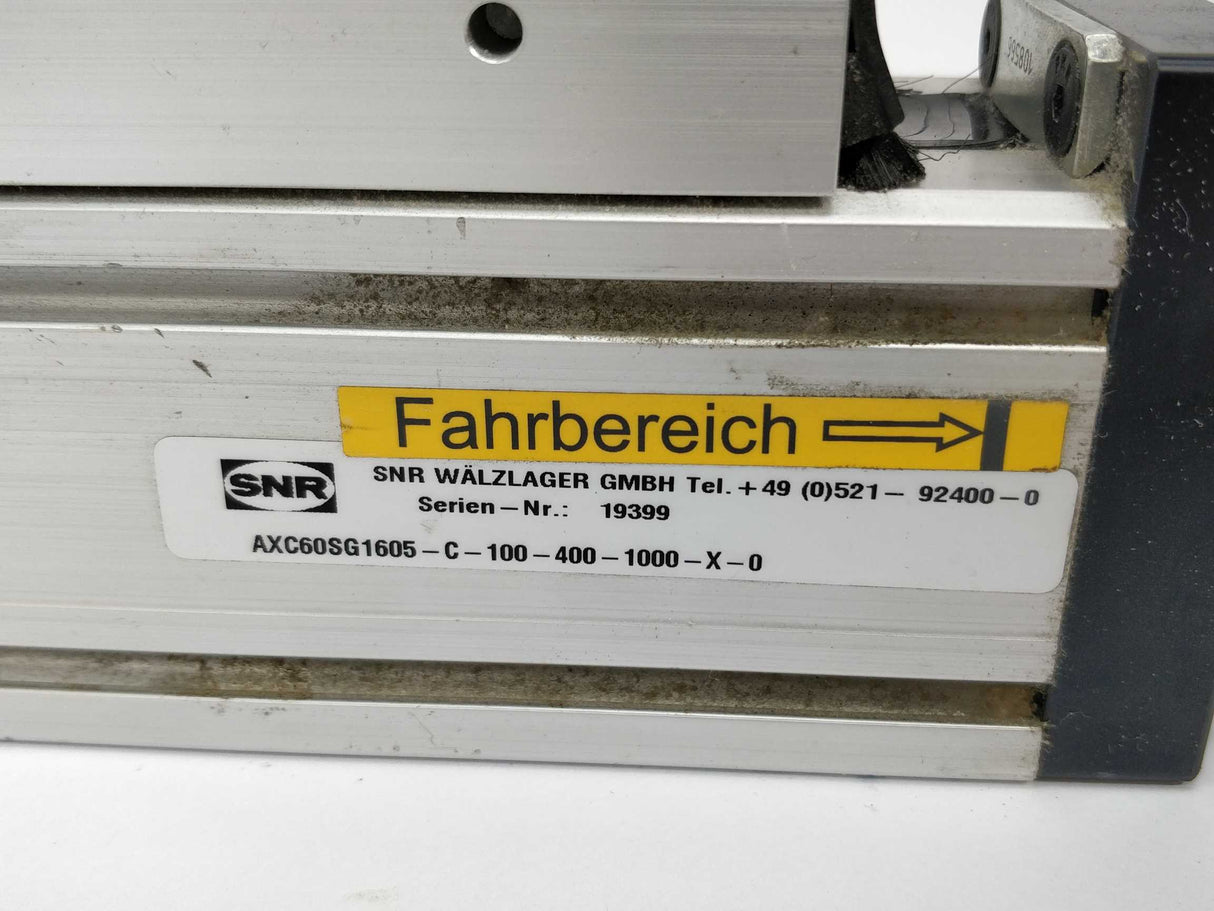 108566
Fahrbereich
SNR
SNR WÄLZLAGER GMBH Tel. +49 (0)521 – 92400 – 0
Serien – Nr.: 19399
AXC60SG1605 – C – 100 – 400 – 1000 – X – 0